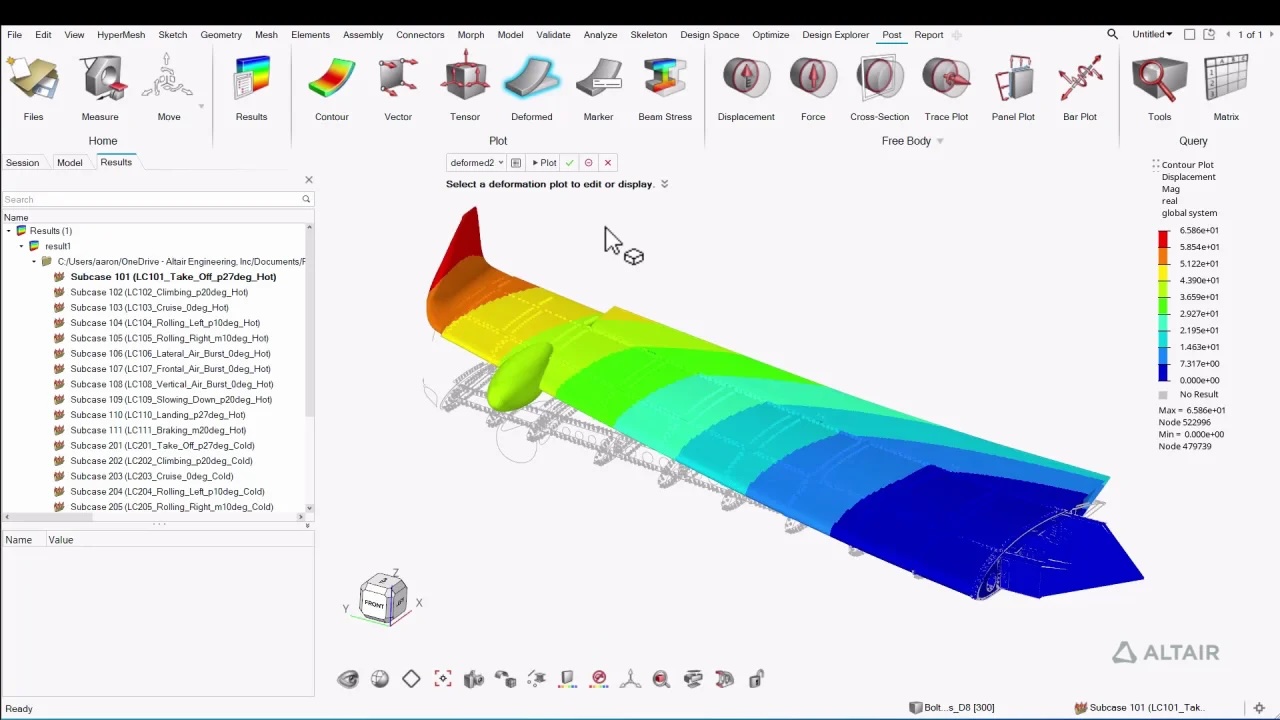 File Edit View HyperMesh Sketch Geometry Mesh Elements Assembly Connectors Morph Model Validate Analyze Skeleton Design Space Optimize Design Explorer Post Report Untitled 1 of 1
Files Measure Move Results Contour Vector Tensor Deformed Marker Beam Stress Displacement Force Cross-Section Trace Plot Panel Plot Bar Plot Tools Matrix
Home Plot Free Body Query
Session Model Results
deformed2 Plot
Select a deformation plot to edit or display.
Search
Name
Results (1)
result1
C:/Users/aaron/OneDrive - Altair Engineering, Inc/Documents/
Subcase 101 (LC101_Take_Off_p27deg_Hot)
Subcase 102 (LC102_Climbing_p20deg_Hot)
Subcase 103 (LC103_Cruise_0deg_Hot)
Subcase 104 (LC104_Rolling_Left_p10deg_Hot)
Subcase 105 (LC105_Rolling_Right_m10deg_Hot)
Subcase 106 (LC106_Lateral_Air_Burst_0deg_Hot)
Subcase 107 (LC107_Frontal_Air_Burst_0deg_Hot)
Subcase 108 (LC108_Vertical_Air_Burst_0deg_Hot)
Subcase 109 (LC109_Slowing_Down_p20deg_Hot)
Subcase 110 (LC110_Landing_p27deg_Hot)
Subcase 111 (LC111_Braking_m20deg_Hot)
Subcase 201 (LC201_Take_Off_p27deg_Cold)
Subcase 202 (LC202_Climbing_p20deg_Cold)
Subcase 203 (LC203_Cruise_0deg_Cold)
Subcase 204 (LC204_Rolling_Left_p10deg_Cold)
Subcase 205 (LC205_Rolling_Right_m10deg_Cold)
Name Value
Contour Plot
Displacement
Mag
real
global system
6.586e+01
5.854e+01
5.122e+01
4.390e+01
3.659e+01
2.927e+01
2.195e+01
1.463e+01
7.317e+00
0.000e+00
No Result
Max = 6.586e+01
Node 522996
Min = 0.000e+00
Node 479739
Z
FRONT
Y X
ALTAIR
Ready Bolt...s_D8 [300] Subcase 101 (LC101_Tak..